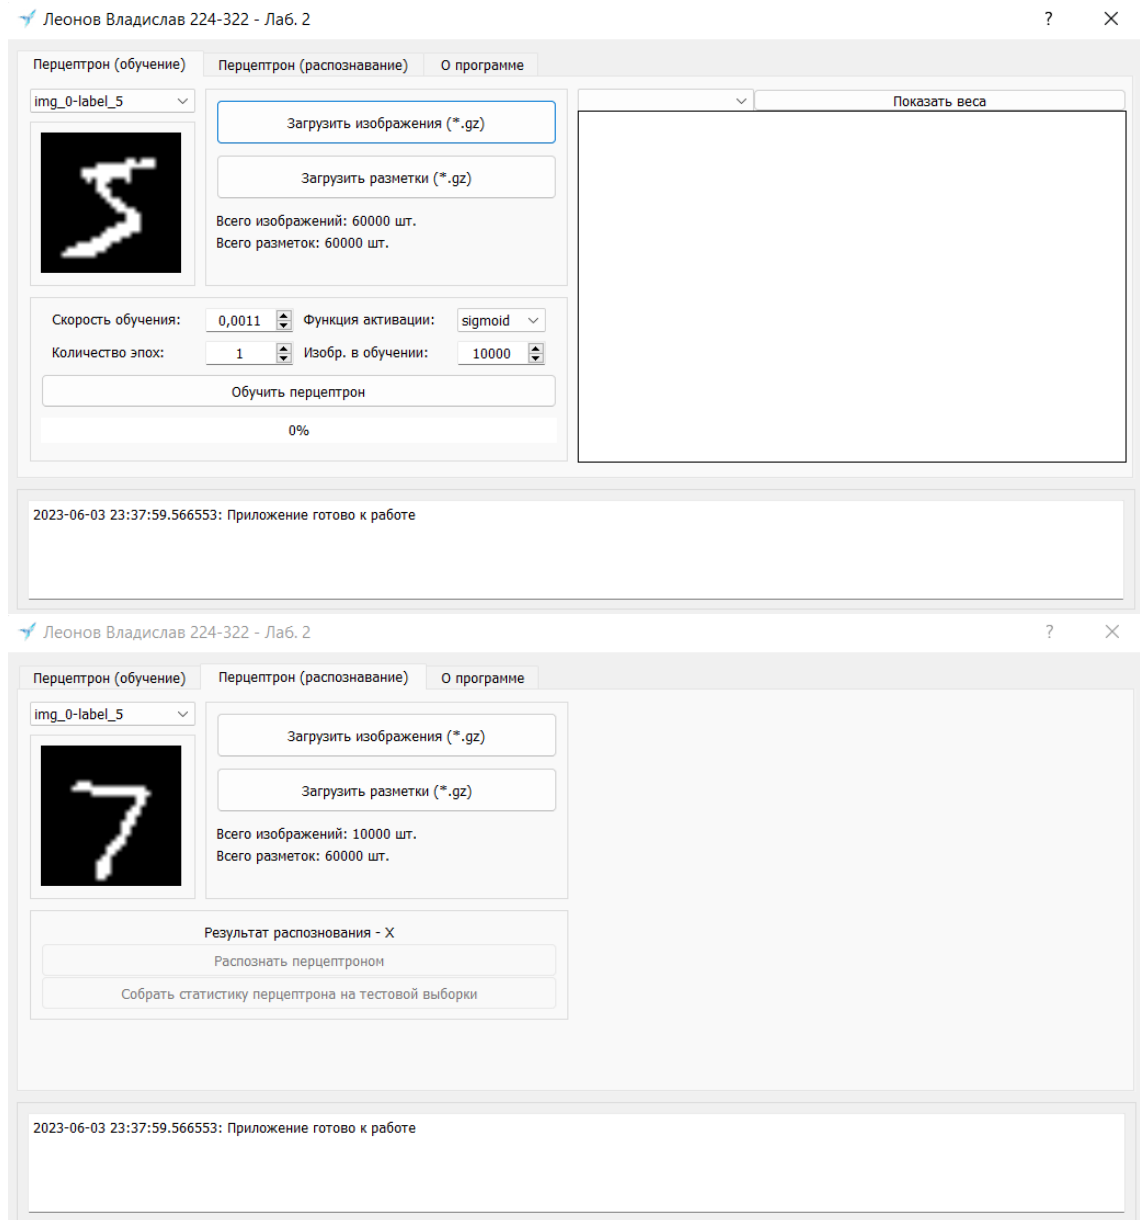 Леонов Владислав 224-322 - Лаб. 2
Перцептрон (обучение) Перцептрон (распознавание) О программе
img_0-label_5
Загрузить изображения (*.gz)
Показать веса
Загрузить разметки (*.gz)
5
Всего изображений: 60000 шт.
Всего разметок: 60000 шт.
Скорость обучения: 0,0011 Функция активации: sigmoid
Количество эпох: 1 Изобр. в обучении: 10000
Обучить перцептрон
0%
2023-06-03 23:37:59.566553: Приложение готово к работе
Леонов Владислав 224-322 - Лаб. 2
Перцептрон (обучение) Перцептрон (распознавание) О программе
img_0-label_5
Загрузить изображения (*.gz)
Загрузить разметки (*.gz)
7
Всего изображений: 10000 шт.
Всего разметок: 60000 шт.
Результат распознования - X
Распознать перцептроном
Собрать статистику перцептрона на тестовой выборки
2023-06-03 23:37:59.566553: Приложение готово к работе